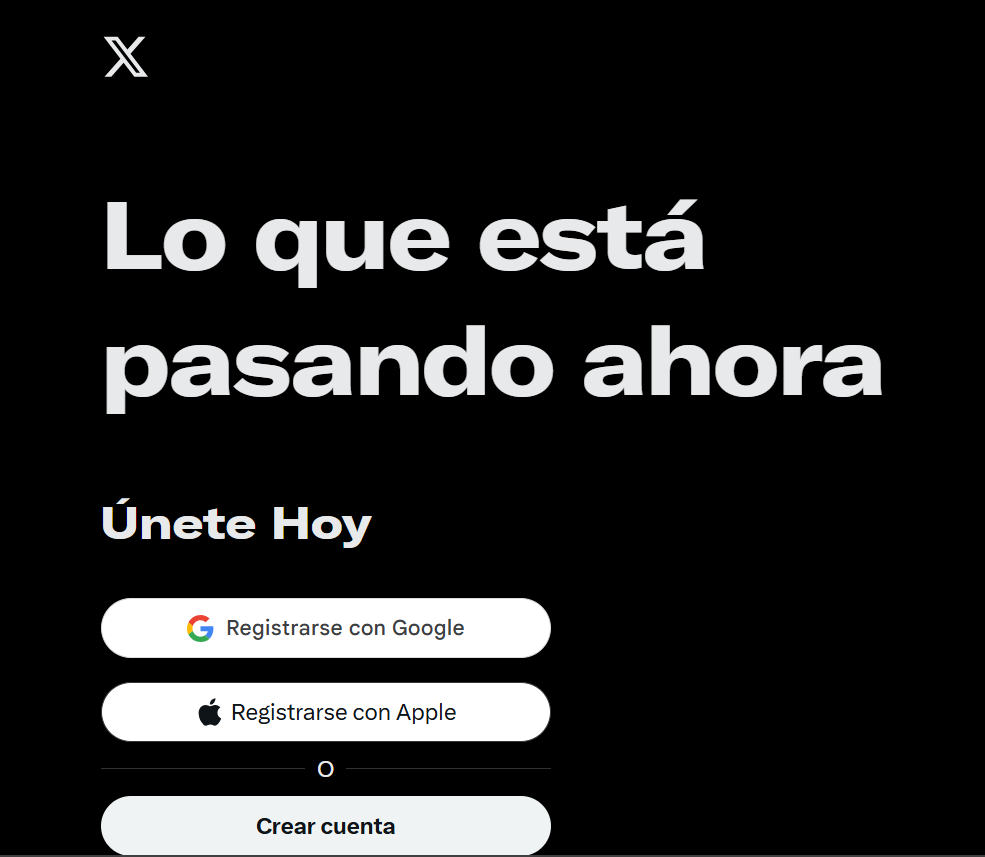 Lo que está
pasando ahora
Únete Hoy
Registrarse con Google
Registrarse con Apple
O
Crear cuenta